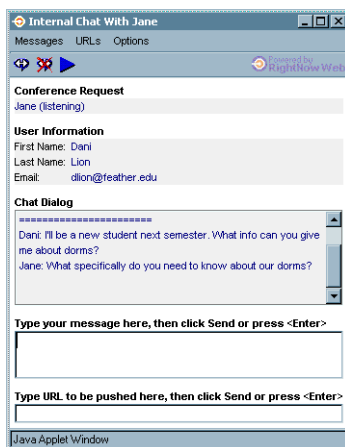 Internal Chat With Jane
Messages URLs Options
Powered by
RightNow Web
Conference Request
Jane (listening)
User Information
First Name: Dani
Last Name: Lion
Email: dlion@feather.edu
Chat Dialog
=======================
Dani: I'll be a new student next semester. What info can you give
me about dorms?
Jane: What specifically do you need to know about our dorms?
Type your message here, then click Send or press <Enter>
Type URL to be pushed here, then click Send or press <Enter>
Java Applet Window